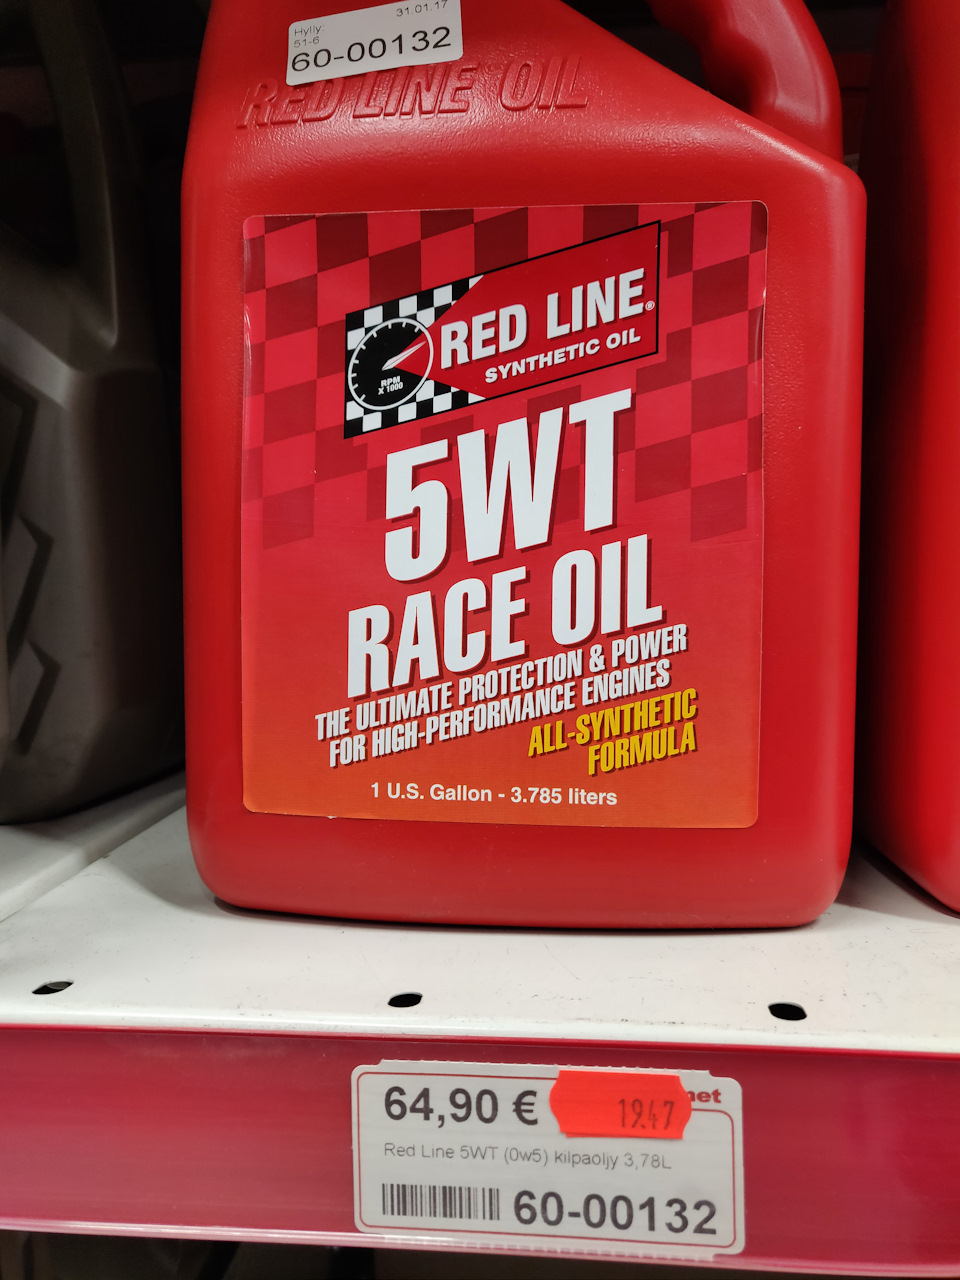 Hylly:
31.01.17
51-6
60-00132
RED LINE OIL
RED LINE®
SYNTHETIC OIL
RPM
X 1000
5WT
RACE OIL
THE ULTIMATE PROTECTION & POWER
FOR HIGH-PERFORMANCE ENGINES
ALL-SYNTHETIC
FORMULA
1 U.S. Gallon - 3.785 liters
64,90 €
19.47
net
Red Line 5WT (0w5) kilpaoljy 3,78L
60-00132